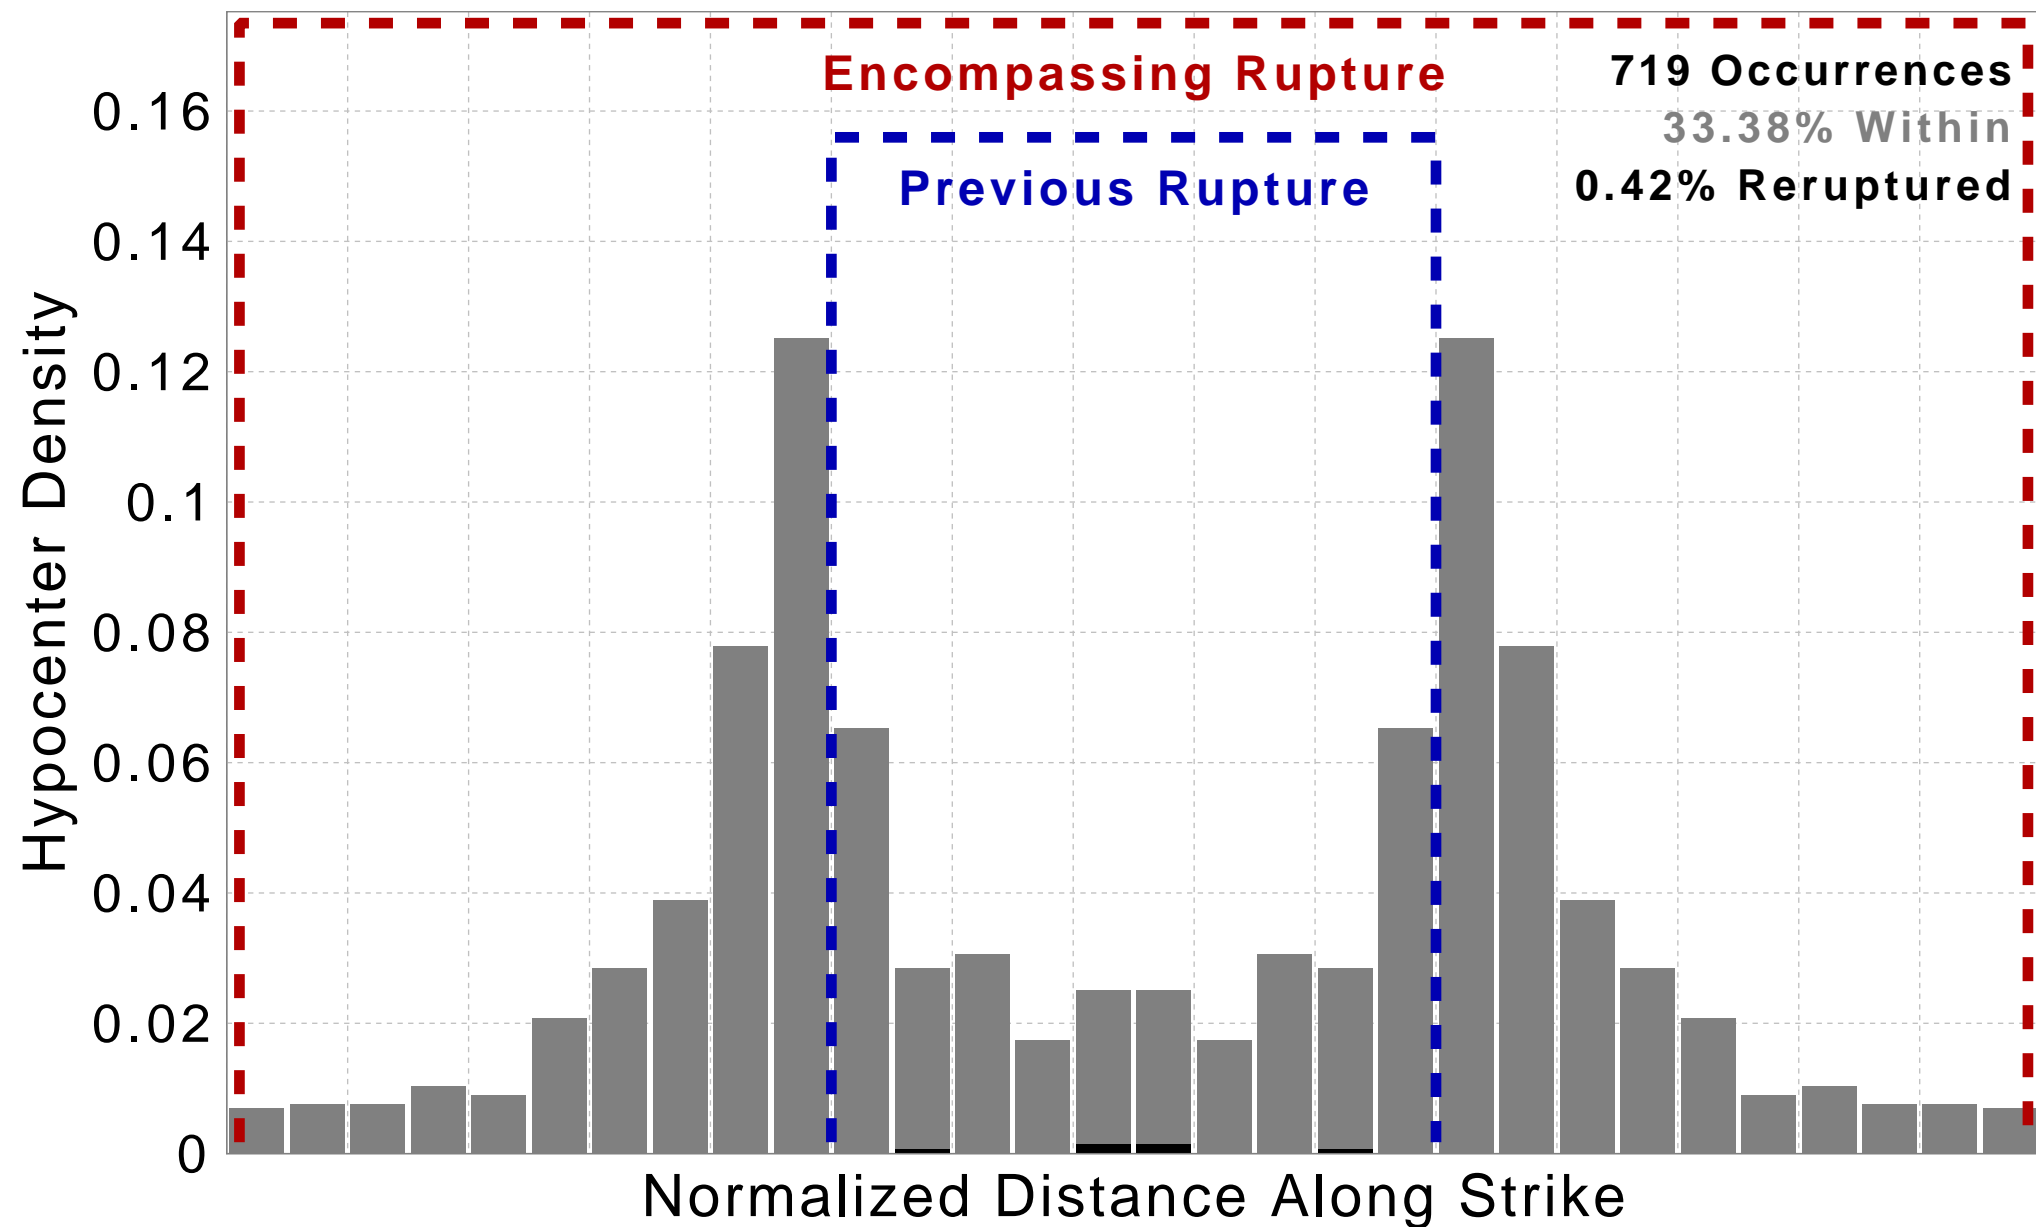 Encompassing Rupture
719 Occurrences
33.38% Within
Previous Rupture
0.42% Reruptured
0.16
0.14
0.12
0.1
0.08
0.06
0.04
0.02
0
Hypocenter Density
Normalized Distance Along Strike